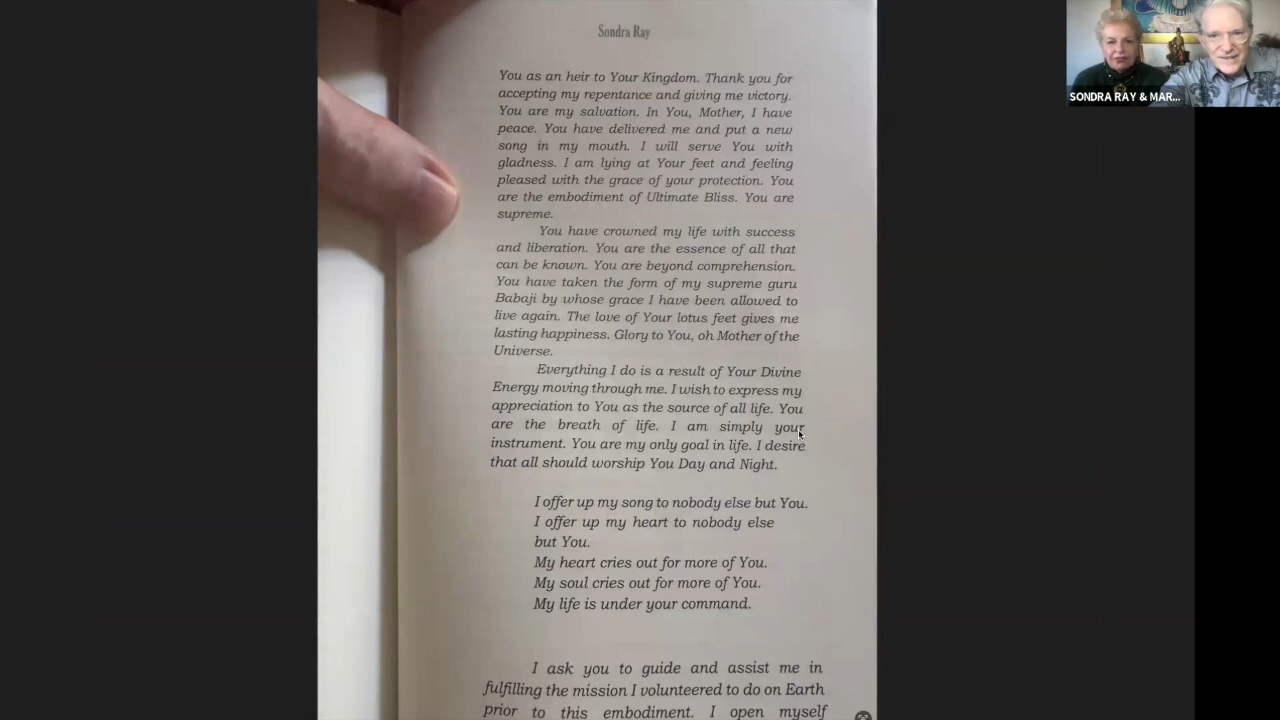 Sondra Ray
You as an heir to Your Kingdom. Thank you for
accepting my repentance and giving me victory.
You are my salvation. In You, Mother, I have
peace. You have delivered me and put a new
song in my mouth. I will serve You with
gladness. I am lying at Your feet and feeling
pleased with the grace of your protection. You
are the embodiment of Ultimate Bliss. You are
supreme.
You have crowned my life with success
and liberation. You are the essence of all that
can be known. You are beyond comprehension.
You have taken the form of my supreme guru
Babaji by whose grace I have been allowed to
live again. The love of Your lotus feet gives me
lasting happiness. Glory to You, oh Mother of the
Universe.
Everything I do is a result of Your Divine
Energy moving through me. I wish to express my
appreciation to You as the source of all life. You
are the breath of life. I am simply your
instrument. You are my only goal in life. I desire
that all should worship You Day and Night.
I offer up my song to nobody else but You.
I offer up my heart to nobody else
but You.
My heart cries out for more of You.
My soul cries out for more of You.
My life is under your command.
I ask you to guide and assist me in
fulfilling the mission I volunteered to do on Earth
prior to this embodiment. I open myself
SONDRA RAY & MAR...